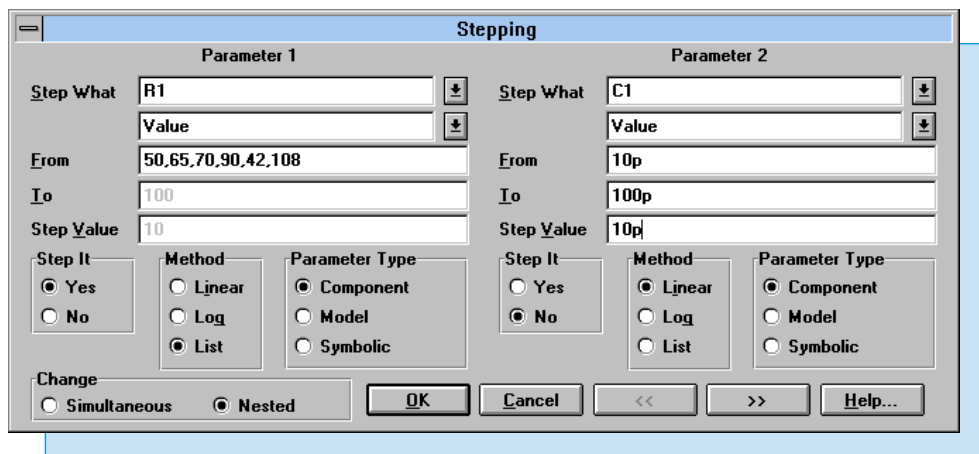 Stepping
Parameter 1 Parameter 2
Step What R1 Step What C1
Value Value
From 50,65,70,90,42,108 From 10p
To 100 To 100p
Step Value 10 Step Value 10p
Step It Method Parameter Type Step It Method Parameter Type
Yes Linear Component Yes Linear Component
No Log Model No Log Model
List Symbolic List Symbolic
Change
Simultaneous Nested OK Cancel << >> Help...